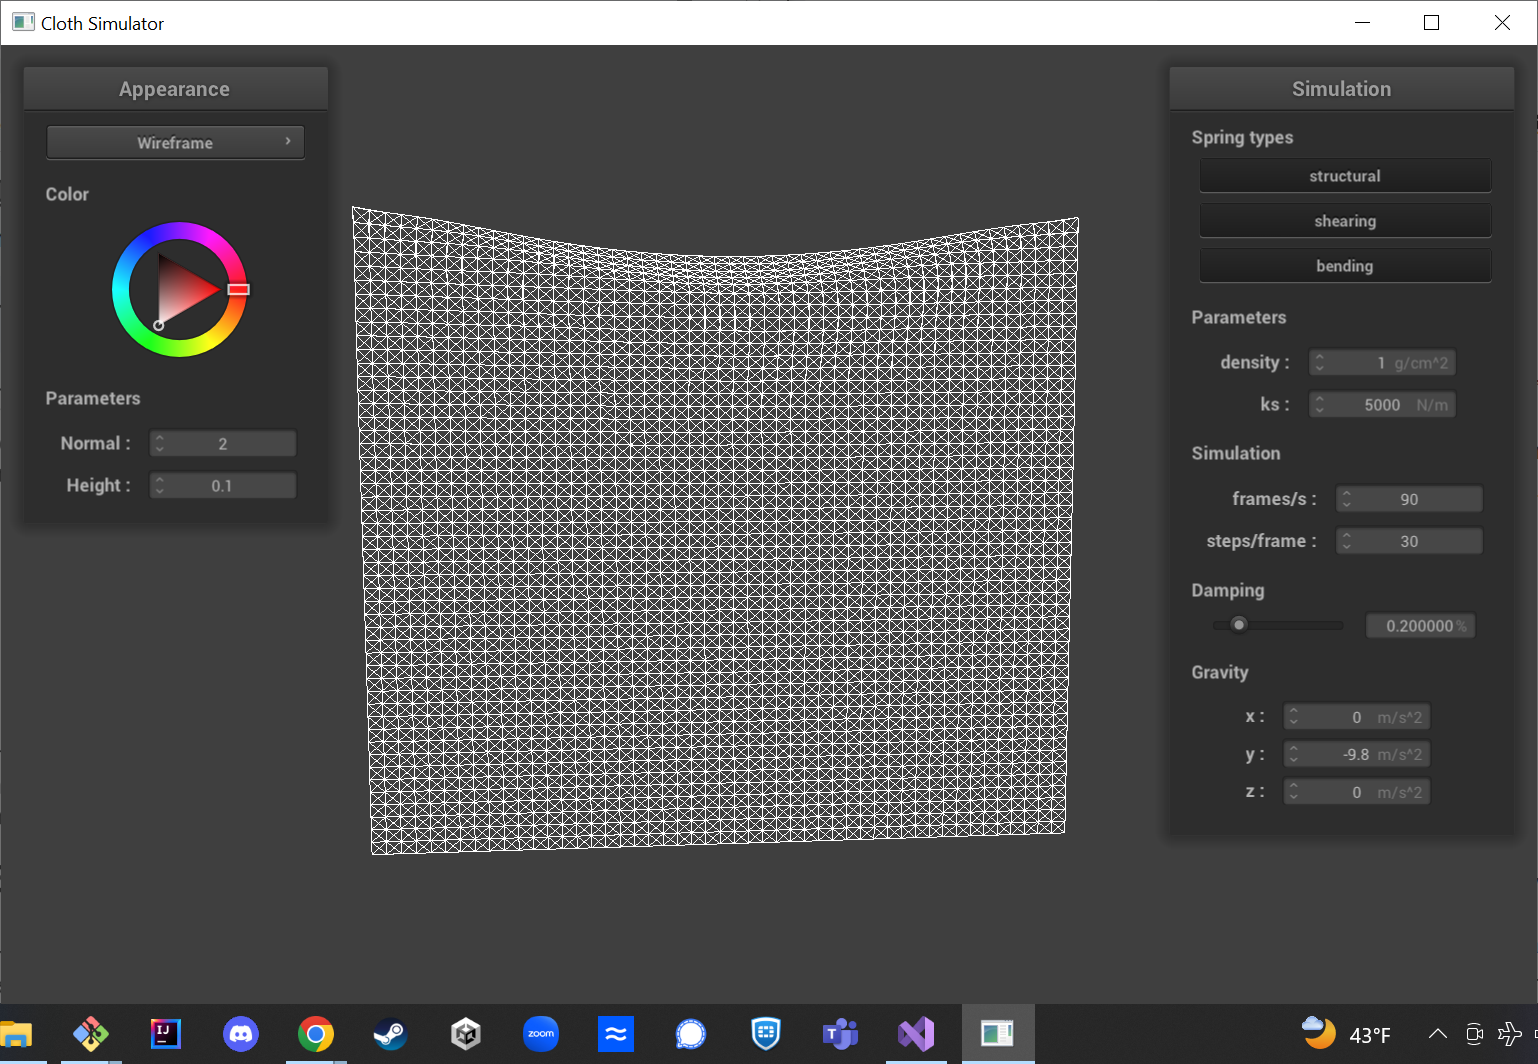 Cloth Simulator
Appearance
Wireframe
Color
Parameters
Normal : 2
Height : 0.1
Simulation
Spring types
structural
shearing
bending
Parameters
density : 1 g/cm^2
ks : 5000 N/m
Simulation
frames/s : 90
steps/frame : 30
Damping
0.200000 %
Gravity
x : 0 m/s^2
y : -9.8 m/s^2
z : 0 m/s^2
IJ
zoom
T
43°F